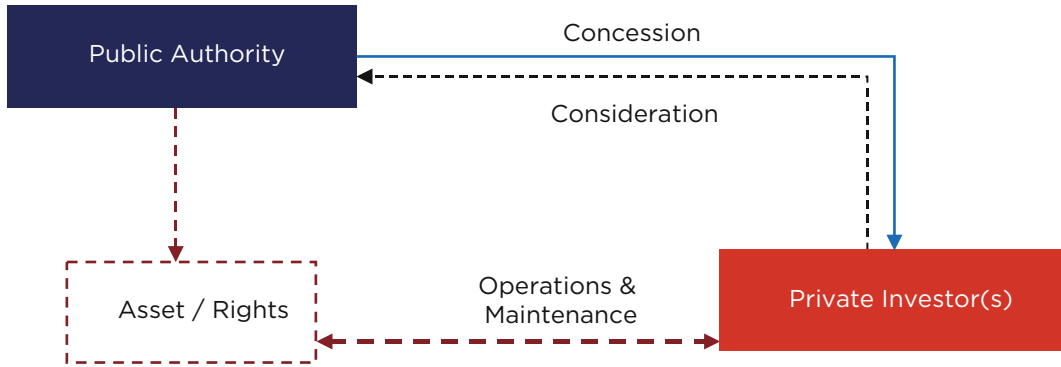 Public Authority
Concession
Consideration
Asset / Rights
Operations &
Maintenance
Private Investor(s)